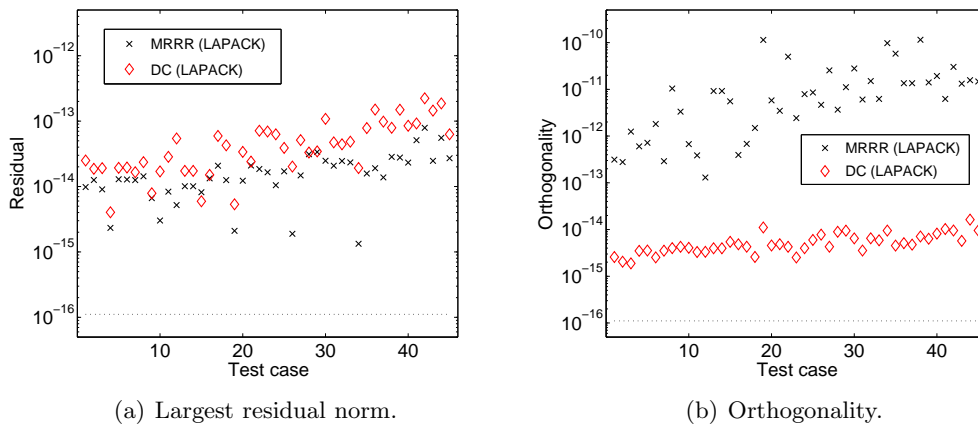 10⁻¹²
10⁻¹³
10⁻¹⁴
10⁻¹⁵
10⁻¹⁶
Residual
MRRR (LAPACK)
DC (LAPACK)
10 20 30 40
Test case
(a) Largest residual norm.
10⁻¹⁰
10⁻¹¹
10⁻¹²
10⁻¹³
10⁻¹⁴
10⁻¹⁵
10⁻¹⁶
Orthogonality
MRRR (LAPACK)
DC (LAPACK)
10 20 30 40
Test case
(b) Orthogonality.